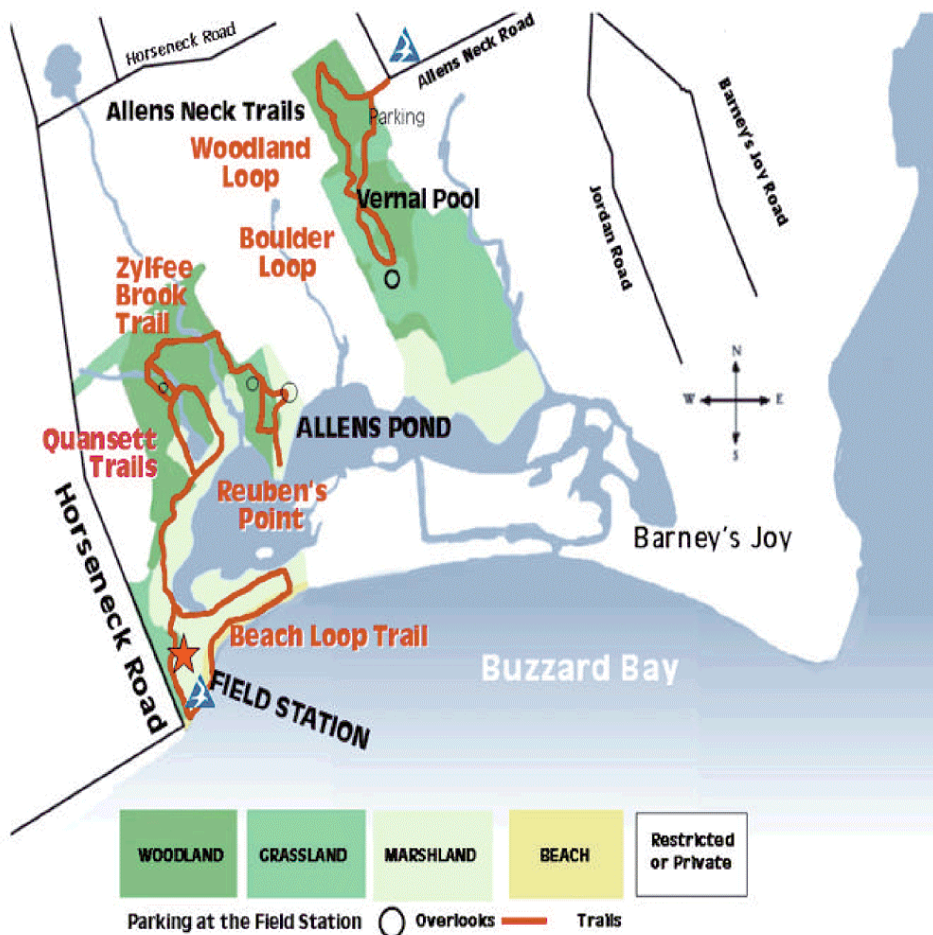 Horseneck Road
Allens Neck Road
Allens Neck Trails
Parking
Woodland
Loop
Vernal Pool
Barney's Joy Road
Jordan Road
Boulder
Loop
Zylfee
Brook
Trail
N
W
E
S
Quansett
Trails
ALLENS POND
Reuben's
Point
Horseneck Road
Barney's Joy
Beach Loop Trail
Buzzard Bay
FIELD STATION
WOODLAND
GRASSLAND
MARSHLAND
BEACH
Restricted
or Private
Parking at the Field Station
Overlooks
Trails